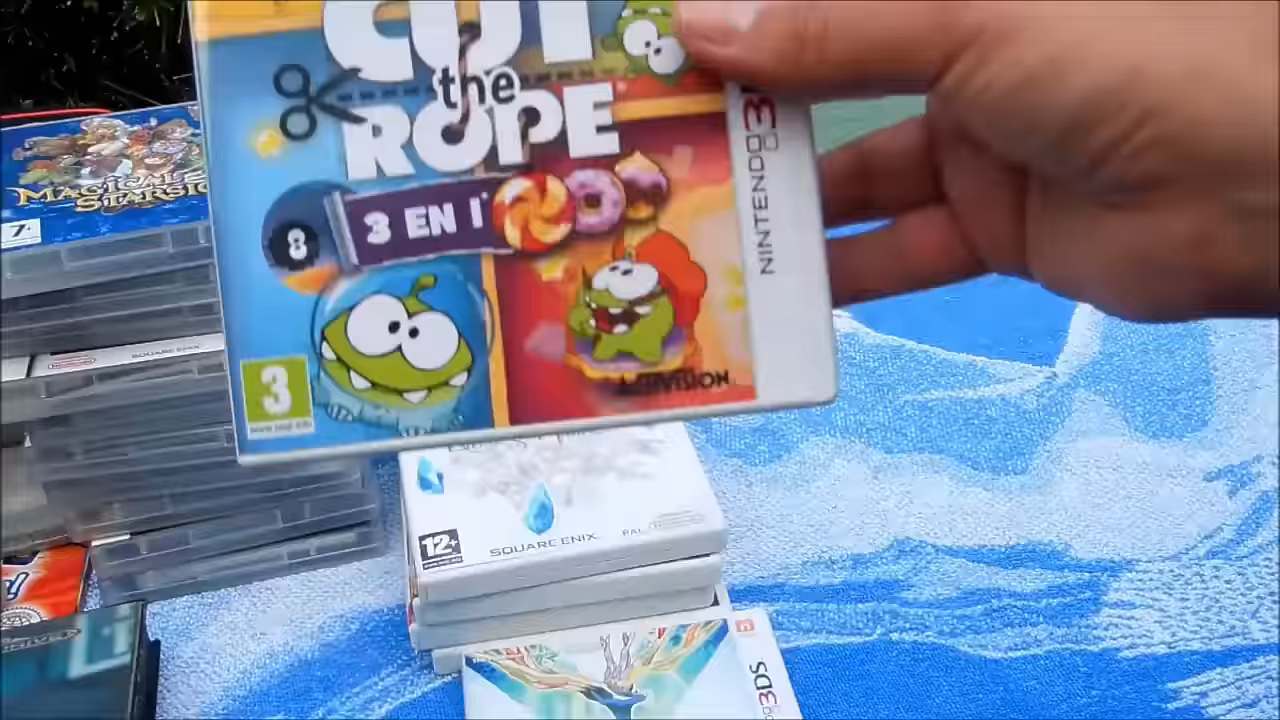 CUT
the
ROPE
3 EN 1
8
NINTENDO 3
3
ACTIVISION
MAGICAL STARSIGN
7+
SQUARE ENIX
12+
SQUARE ENIX
PAL
3DS